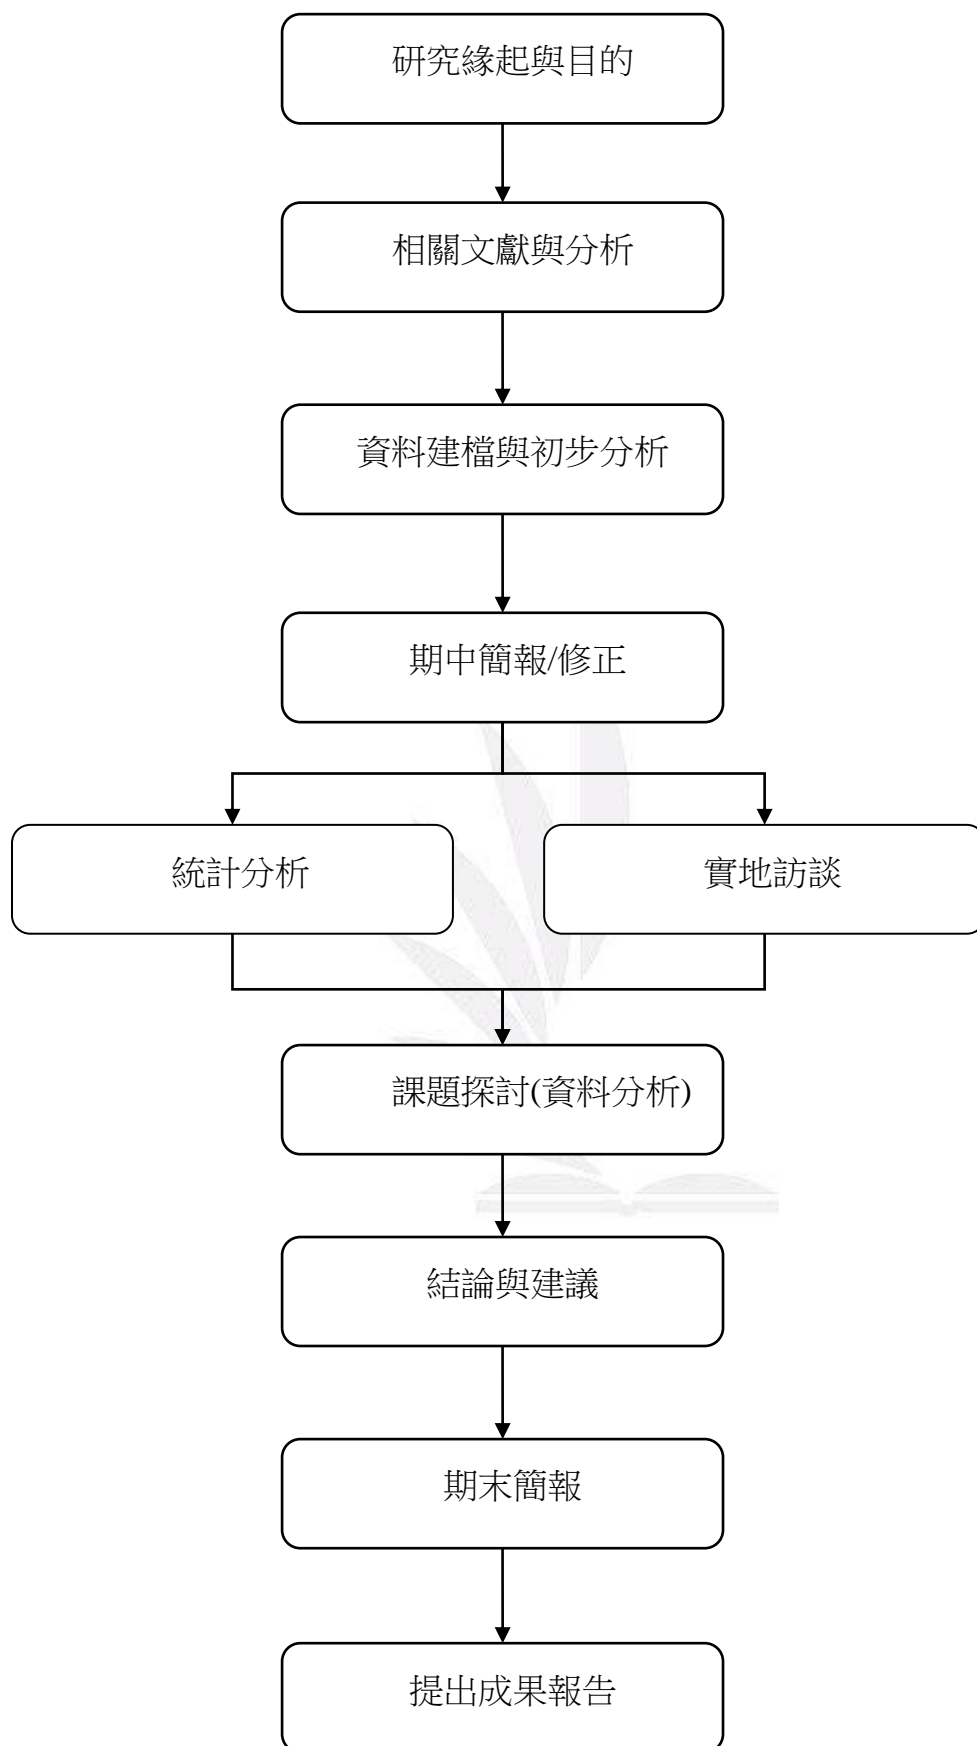 研究緣起與目的
相關文獻與分析
資料建檔與初步分析
期中簡報/修正
統計分析
實地訪談
課題探討(資料分析)
結論與建議
期末簡報
提出成果報告